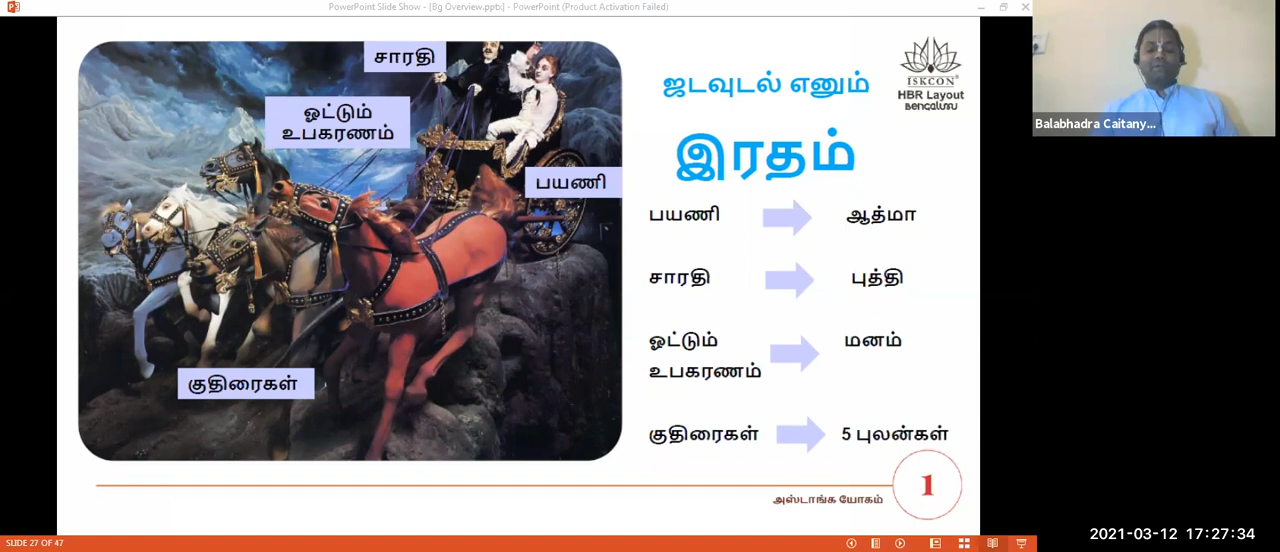 PowerPoint Slide Show - [Bg Overview.pptx] - PowerPoint (Product Activation Failed)
சாரதி
ஓட்டும்
உபகரணம்
பயணி
குதிரைகள்
ஜடவுடல் எனும்
இரதம்
ISKCON®
HBR Layout
BENGALURU
பயணி ஆத்மா
சாரதி புத்தி
ஓட்டும் மனம்
உபகரணம்
குதிரைகள் 5 புலன்கள்
அஸ்டாங்க யோகம்
1
Balabhadra Caitany...
SLIDE 27 OF 47
2021-03-12 17:27:34